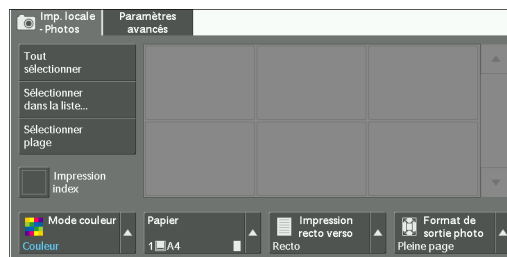 Imp. locale
- Photos
Paramètres
avancés
Tout
sélectionner
Sélectionner
dans la liste...
Sélectionner
plage
Impression
index
Mode couleur
Couleur
Papier
1 A4
Impression
recto verso
Recto
Format de
sortie photo
Pleine page